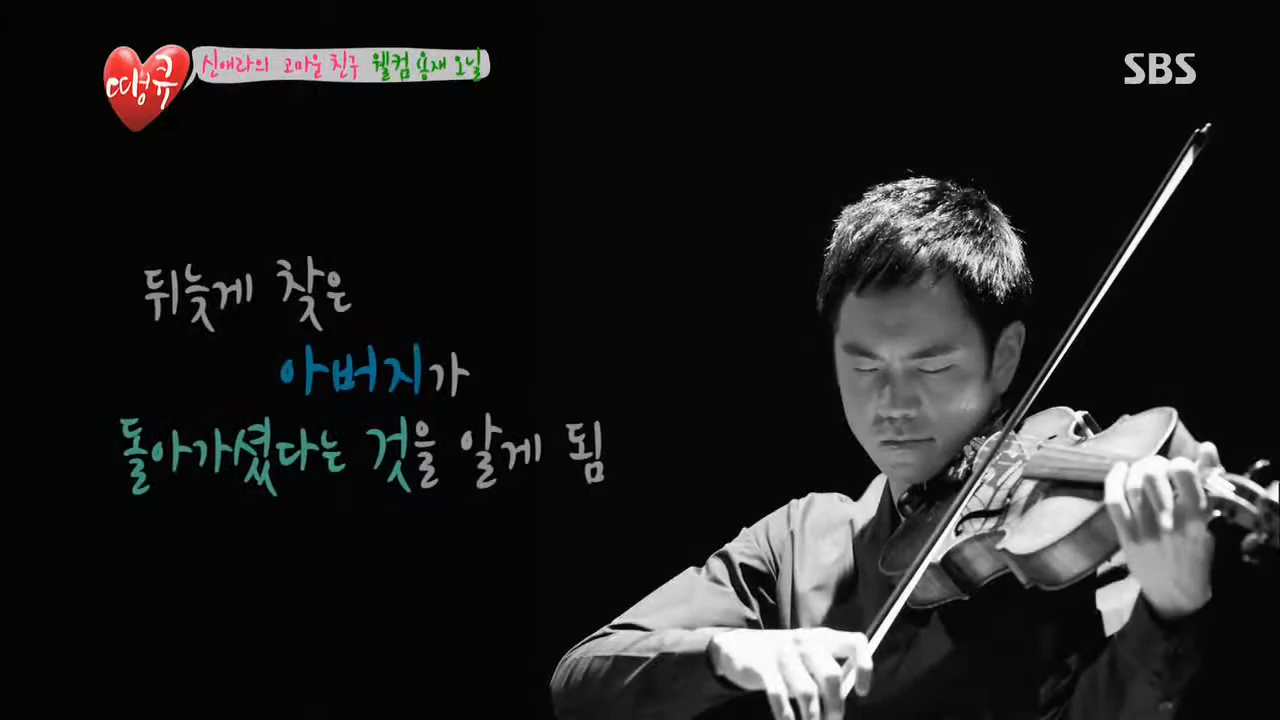 땡큐
신애라의 고마운 친구 웰컴 용재 오닐
SBS
뒤늦게 찾은
아버지가
돌아가셨다는 것을 알게 됨